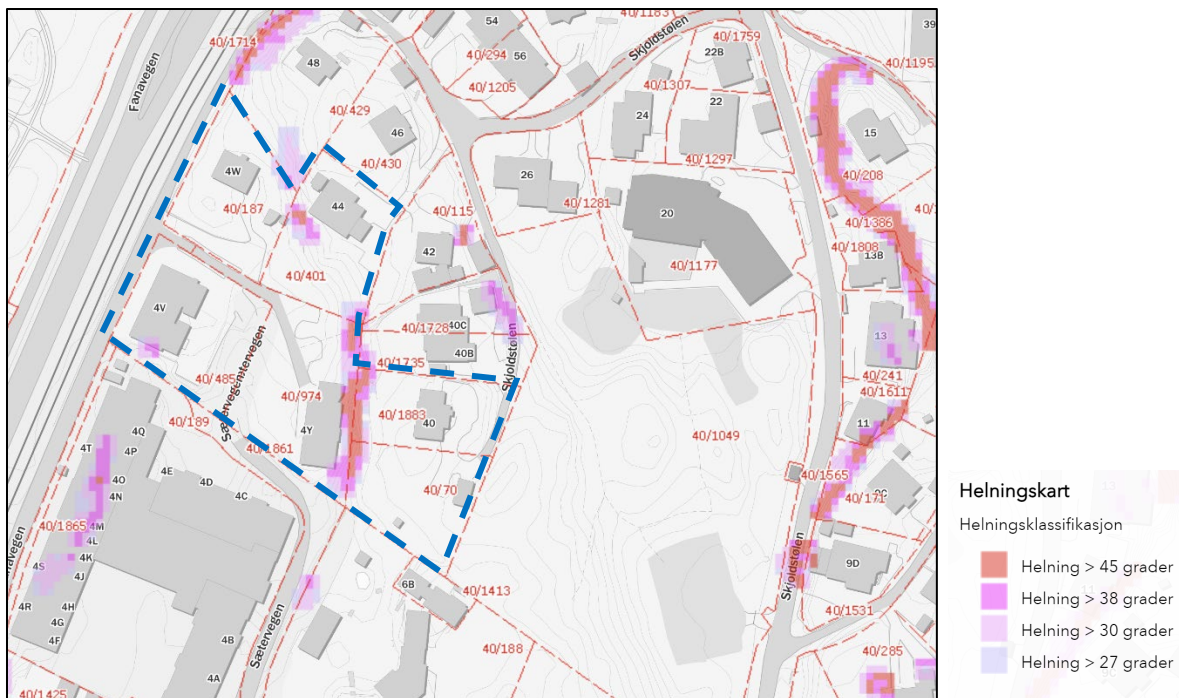 54
39
40/1183
40/1759
40/1714
22B
Skjoldstølen
40/294
56
48
40/1195
Fanavegen
40/1205
40/1307
40/429
22
24
15
46
40/1297
40/430
4W
26
40/208
44
40/187
40/115
40/1281
20
40/1386
40/1808
42
13B
40/1177
40/401
4V
40/1728
40C
13
40B
Skjoldstølen
40/1735
40/241
40/485
40/974
40/1611
40/189
40/1883
40
11
4Q
4Y
40/1861
40/1049
4T
4P
4E
4D
4O
4N
4C
40/70
40/1565
40/171
40/1865
4M
4L
4K
4S
4J
9D
6B
Skjoldstølen
40/1413
4R
4H
4G
4F
Sætervegen
4B
40/1531
40/188
40/285
4A
40/1425
Helningskart
Helningsklassifikasjon
Helning > 45 grader
Helning > 38 grader
Helning > 30 grader
Helning > 27 grader